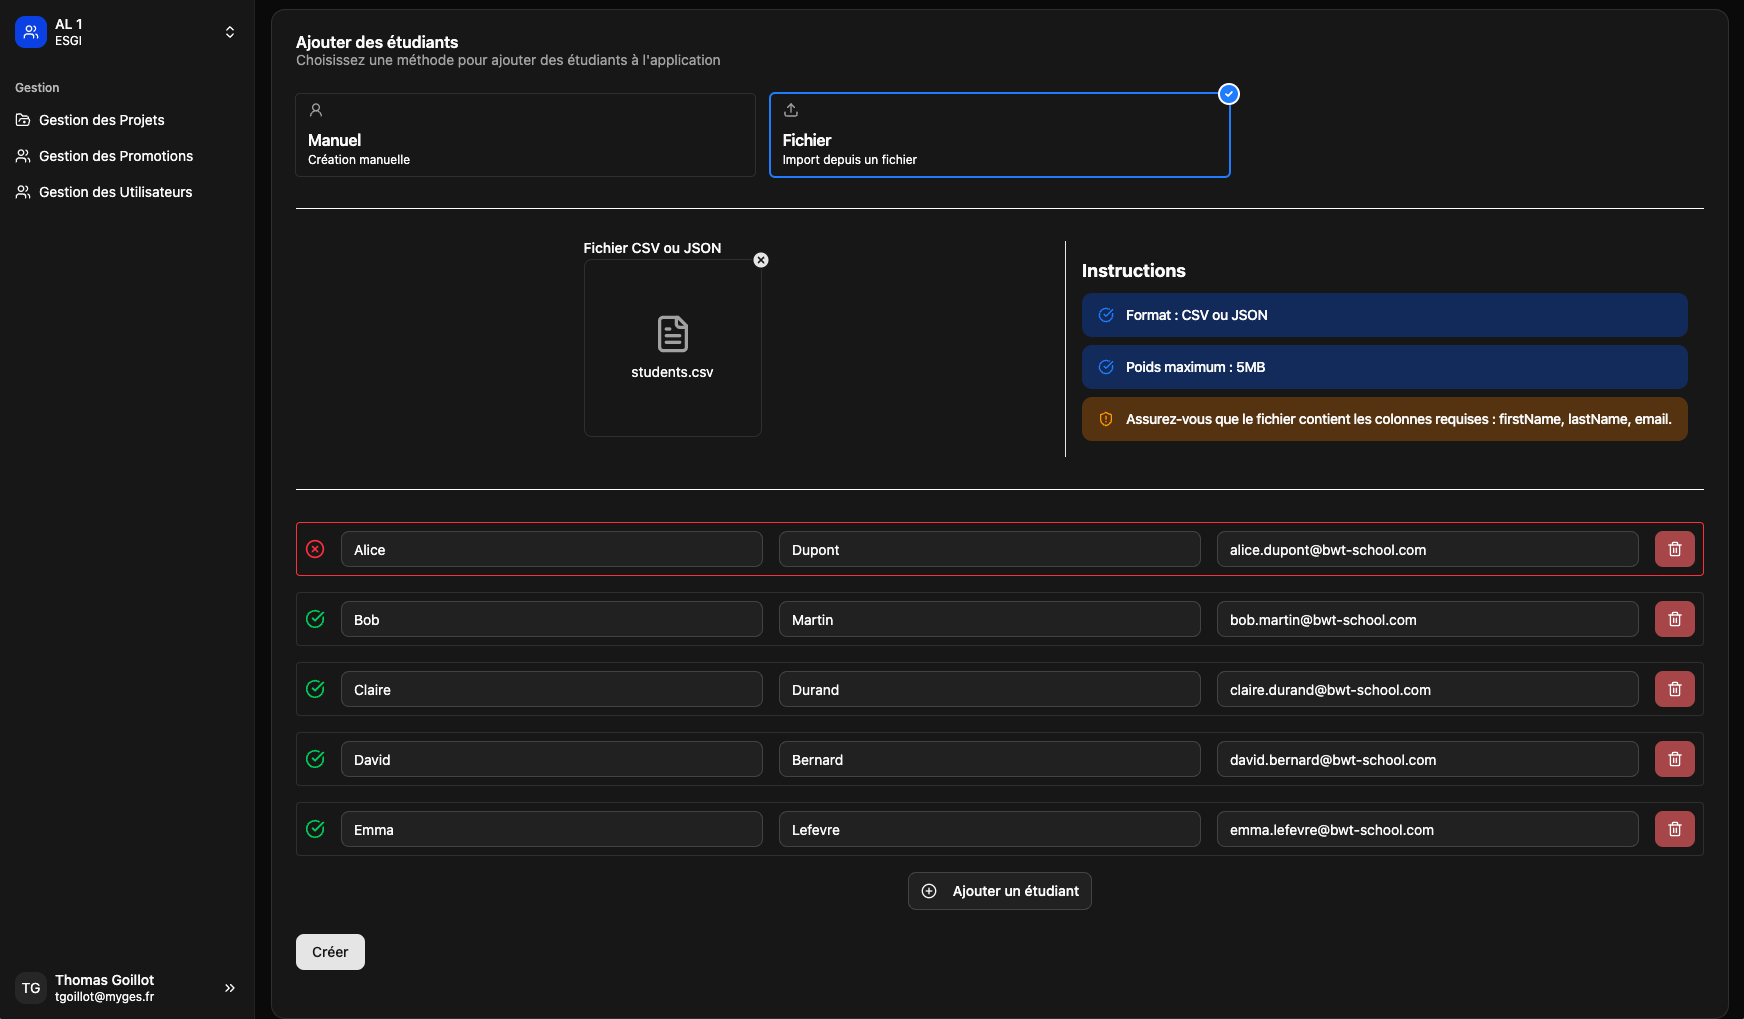 AL 1
ESGI
Gestion
Gestion des Projets
Gestion des Promotions
Gestion des Utilisateurs
Thomas Goillot
TG
tgoillot@myges.fr
Ajouter des étudiants
Choisissez une méthode pour ajouter des étudiants à l'application
Manuel
Création manuelle
Fichier
Import depuis un fichier
Fichier CSV ou JSON
students.csv
Instructions
Format : CSV ou JSON
Poids maximum : 5MB
Assurez-vous que le fichier contient les colonnes requises : firstName, lastName, email.
Alice Dupont alice.dupont@bwt-school.com
Bob Martin bob.martin@bwt-school.com
Claire Durand claire.durand@bwt-school.com
David Bernard david.bernard@bwt-school.com
Emma Lefevre emma.lefevre@bwt-school.com
Ajouter un étudiant
Créer